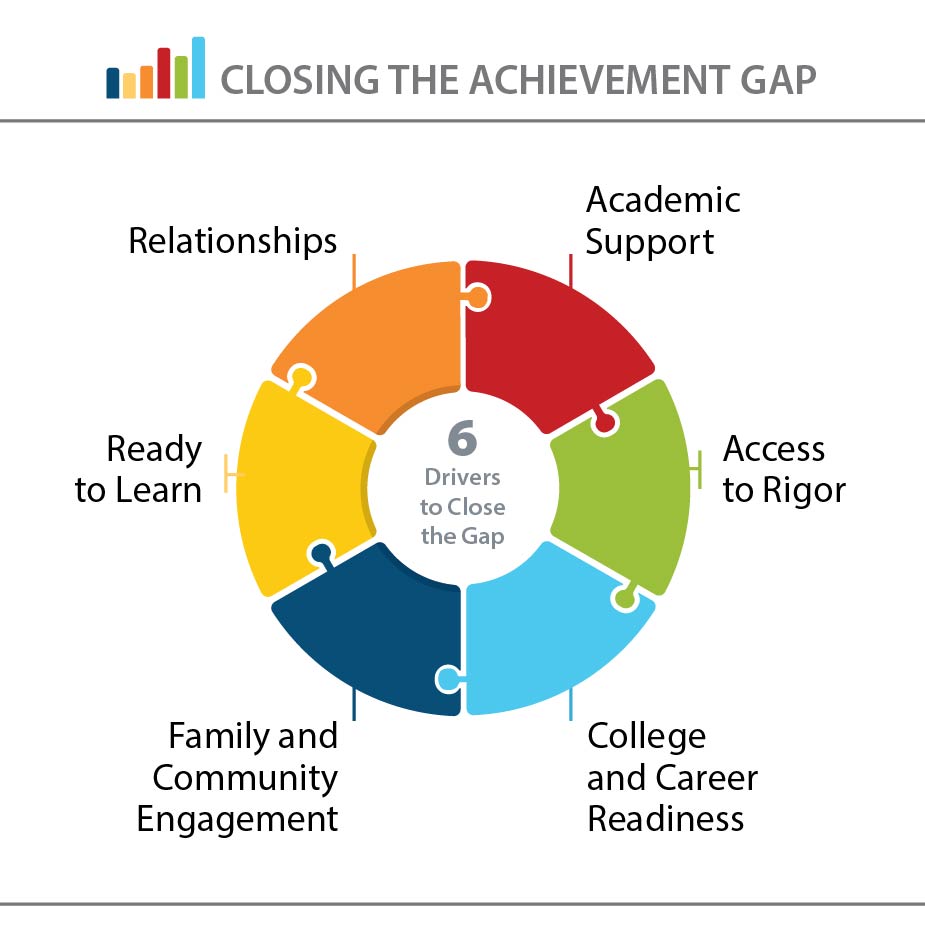 CLOSING THE ACHIEVEMENT GAP
Relationships
Academic
Support
Ready
to Learn
6
Drivers
to Close
the Gap
Access
to Rigor
Family and
Community
Engagement
College
and Career
Readiness